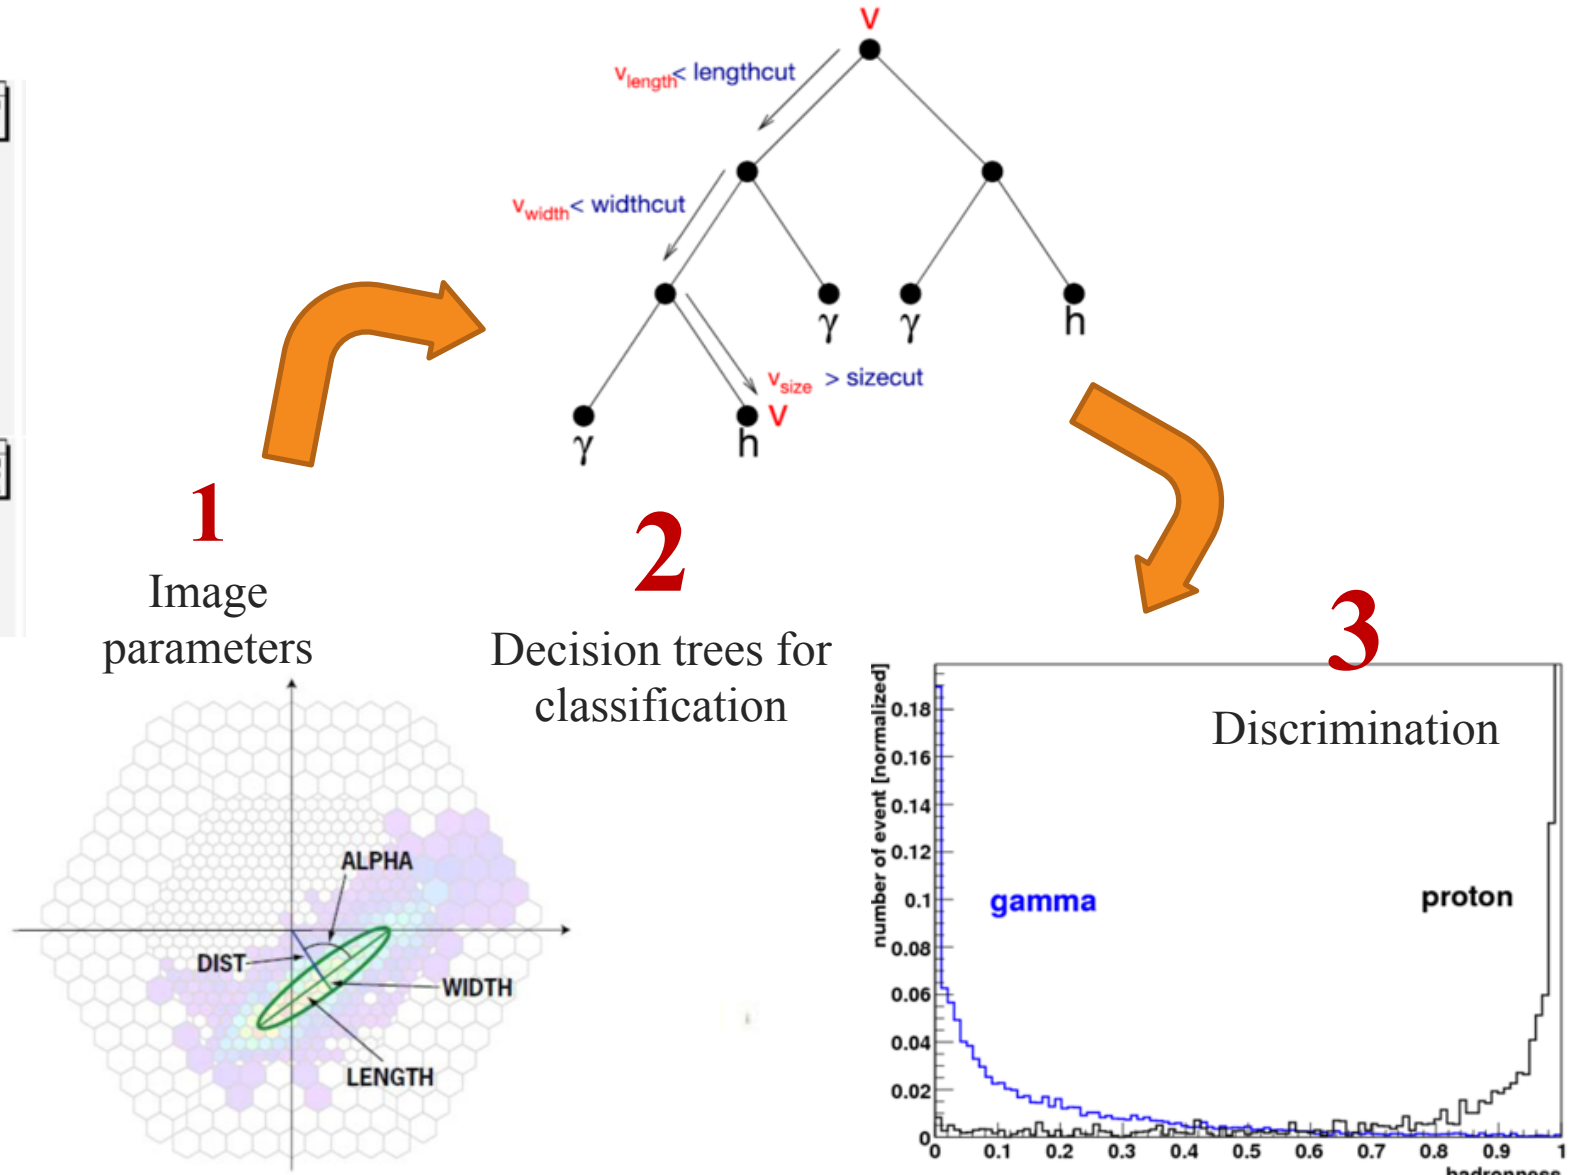 v
v_length < lengthcut
v_width < widthcut
γ
γ
h
v_size > sizecut
γ
h
v
1
Image
parameters
2
Decision trees for
classification
3
Discrimination
ALPHA
DIST
WIDTH
LENGTH
number of event [normalized]
0.18
0.16
0.14
0.12
0.1
0.08
0.06
0.04
0.02
0
gamma
proton
0 0.1 0.2 0.3 0.4 0.5 0.6 0.7 0.8 0.9 1